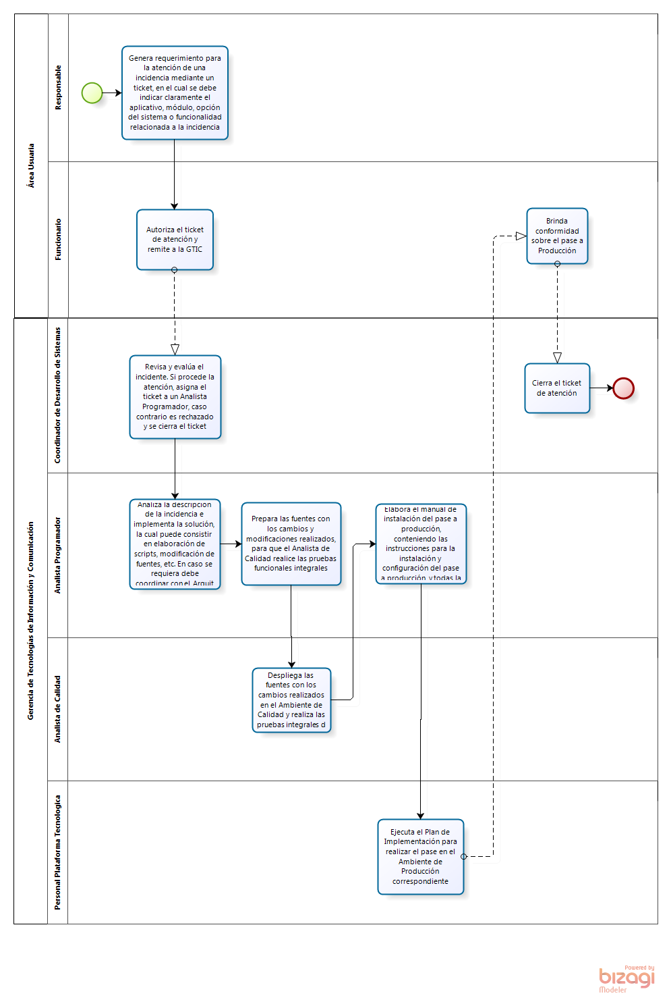 Área Usuaria
Responsable
Genera requerimiento para
la atención de una
incidencia mediante un
ticket, en el cual se debe
indicar claramente el
aplicativo, módulo, opción
del sistema o funcionalidad
relacionada a la incidencia
Funcionario
Autoriza el ticket
de atención y
remite a la GTIC
Brinda
conformidad
sobre el pase a
Producción
Gerencia de Tecnologías de Información y Comunicación
Coordinador de Desarrollo de Sistemas
Revisa y evalúa el
incidente. Si procede la
atención, asigna el
ticket a un Analista
Programador, caso
contrario es rechazado
y se cierra el ticket
Cierra el ticket
de atención
Analista Programador
Analiza la descripción
de la incidencia e
implementa la solución,
la cual puede consistir
en elaboración de
scripts, modificación de
fuentes, etc. En caso se
requiera debe
coordinar con el Arquit
Prepara las fuentes con
los cambios y
modificaciones realizados,
para que el Analista de
Calidad realice las pruebas
funcionales integrales
Elabora el manual de
instalación del pase a
producción,
conteniendo las
instrucciones para la
instalación y
configuración del pase
a producción, y todas la
Analista de Calidad
Despliega las
fuentes con los
cambios realizados
en el Ambiente de
Calidad y realiza las
pruebas integrales d
Personal Plataforma Tecnologica
Ejecuta el Plan de
Implementación para
realizar el pase en el
Ambiente de
Producción
correspondiente
Powered by
bizagi
Modeler